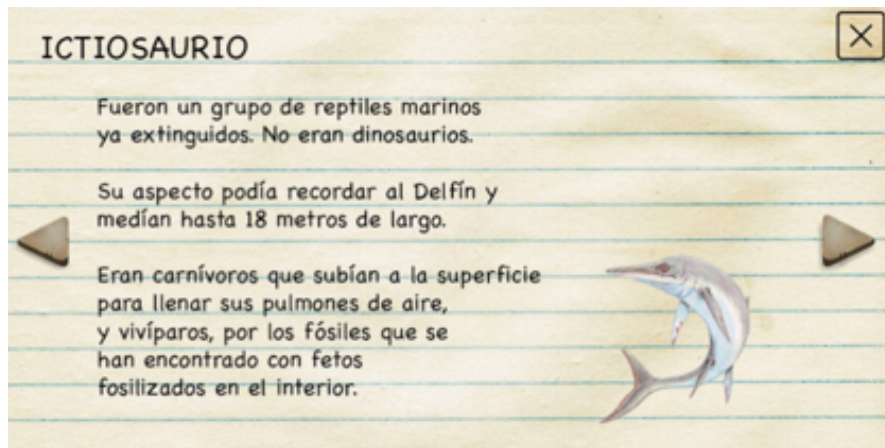 ICTIOSAURIO
Fueron un grupo de reptiles marinos
ya extinguidos. No eran dinosaurios.
Su aspecto podía recordar al Delfín y
medían hasta 18 metros de largo.
Eran carnívoros que subían a la superficie
para llenar sus pulmones de aire,
y vivíparos, por los fósiles que se
han encontrado con fetos
fosilizados en el interior.